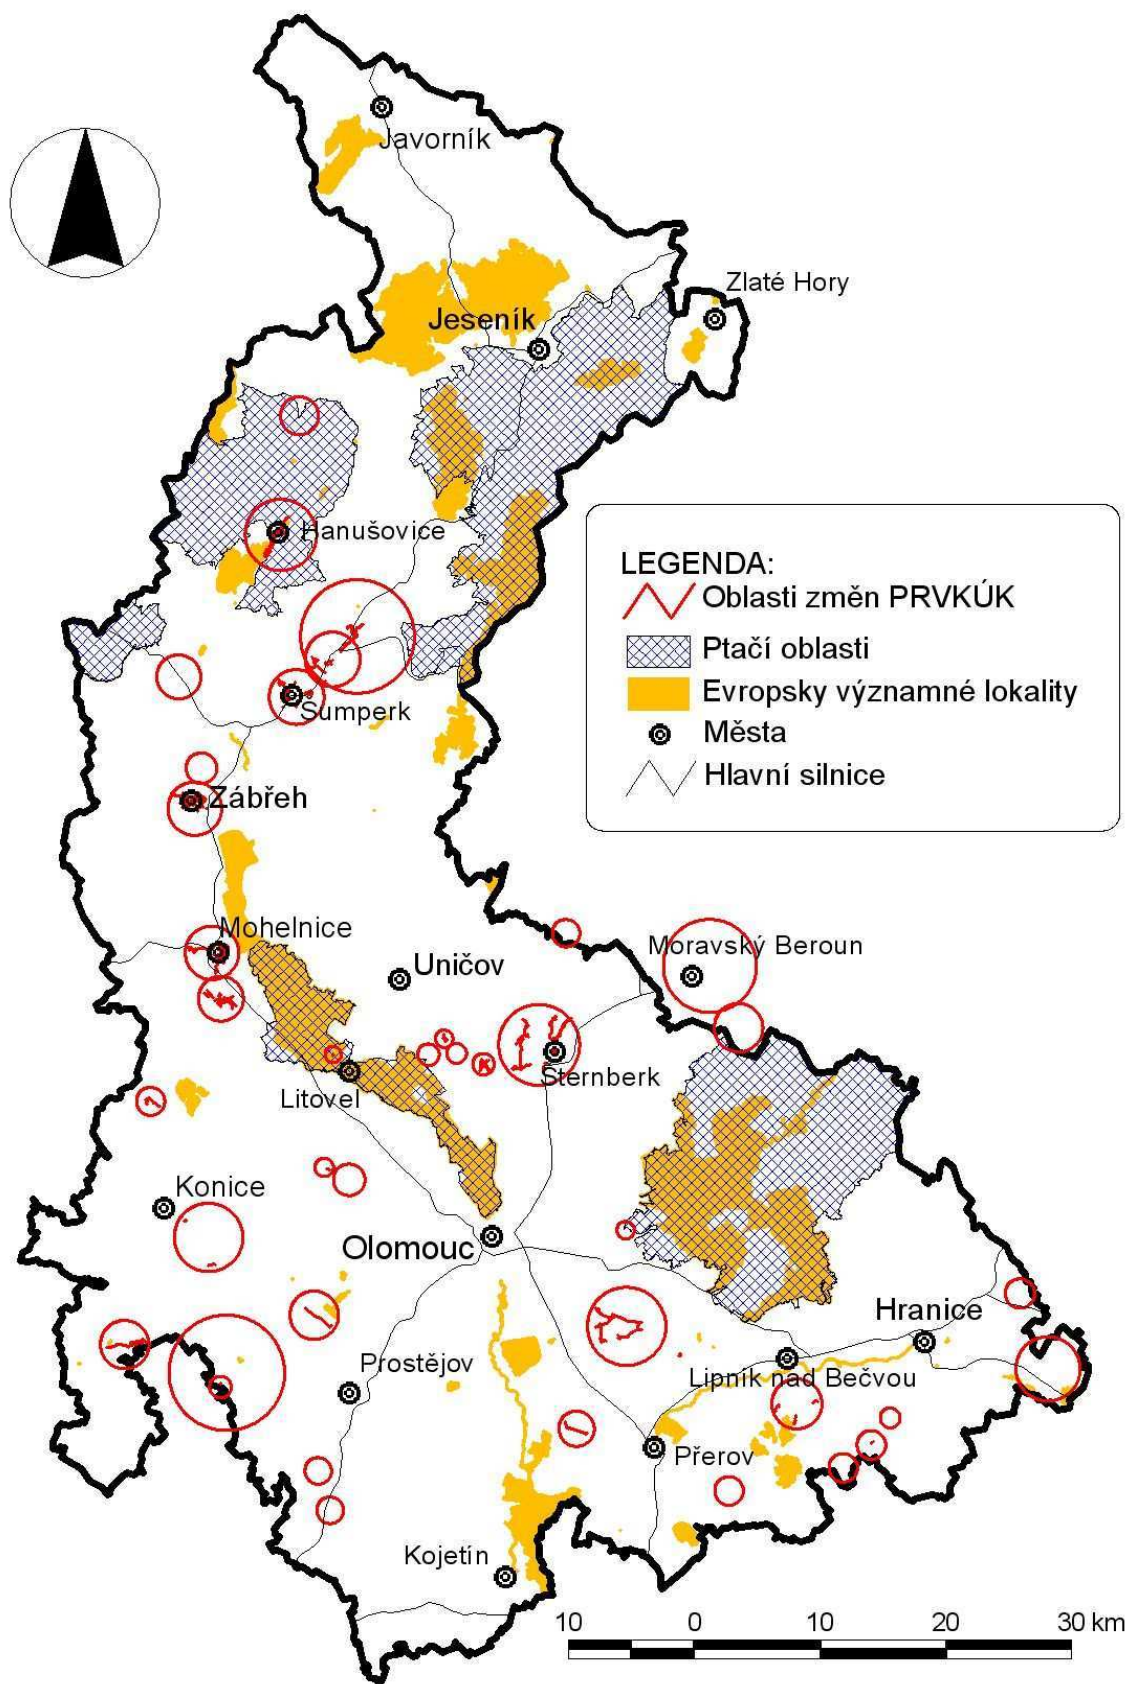 Javorník
Zlaté Hory
Jeseník
Hanušovice
LEGENDA:
Oblasti změn PRVKÚK
Ptačí oblasti
Evropsky významné lokality
Města
Hlavní silnice
Šumperk
Zábřeh
Mohelnice
Moravský Beroun
Uničov
Šternberk
Litovel
Konice
Olomouc
Hranice
Prostějov
Lipník nad Bečvou
Přerov
Kojetín
10 0 10 20 30 km